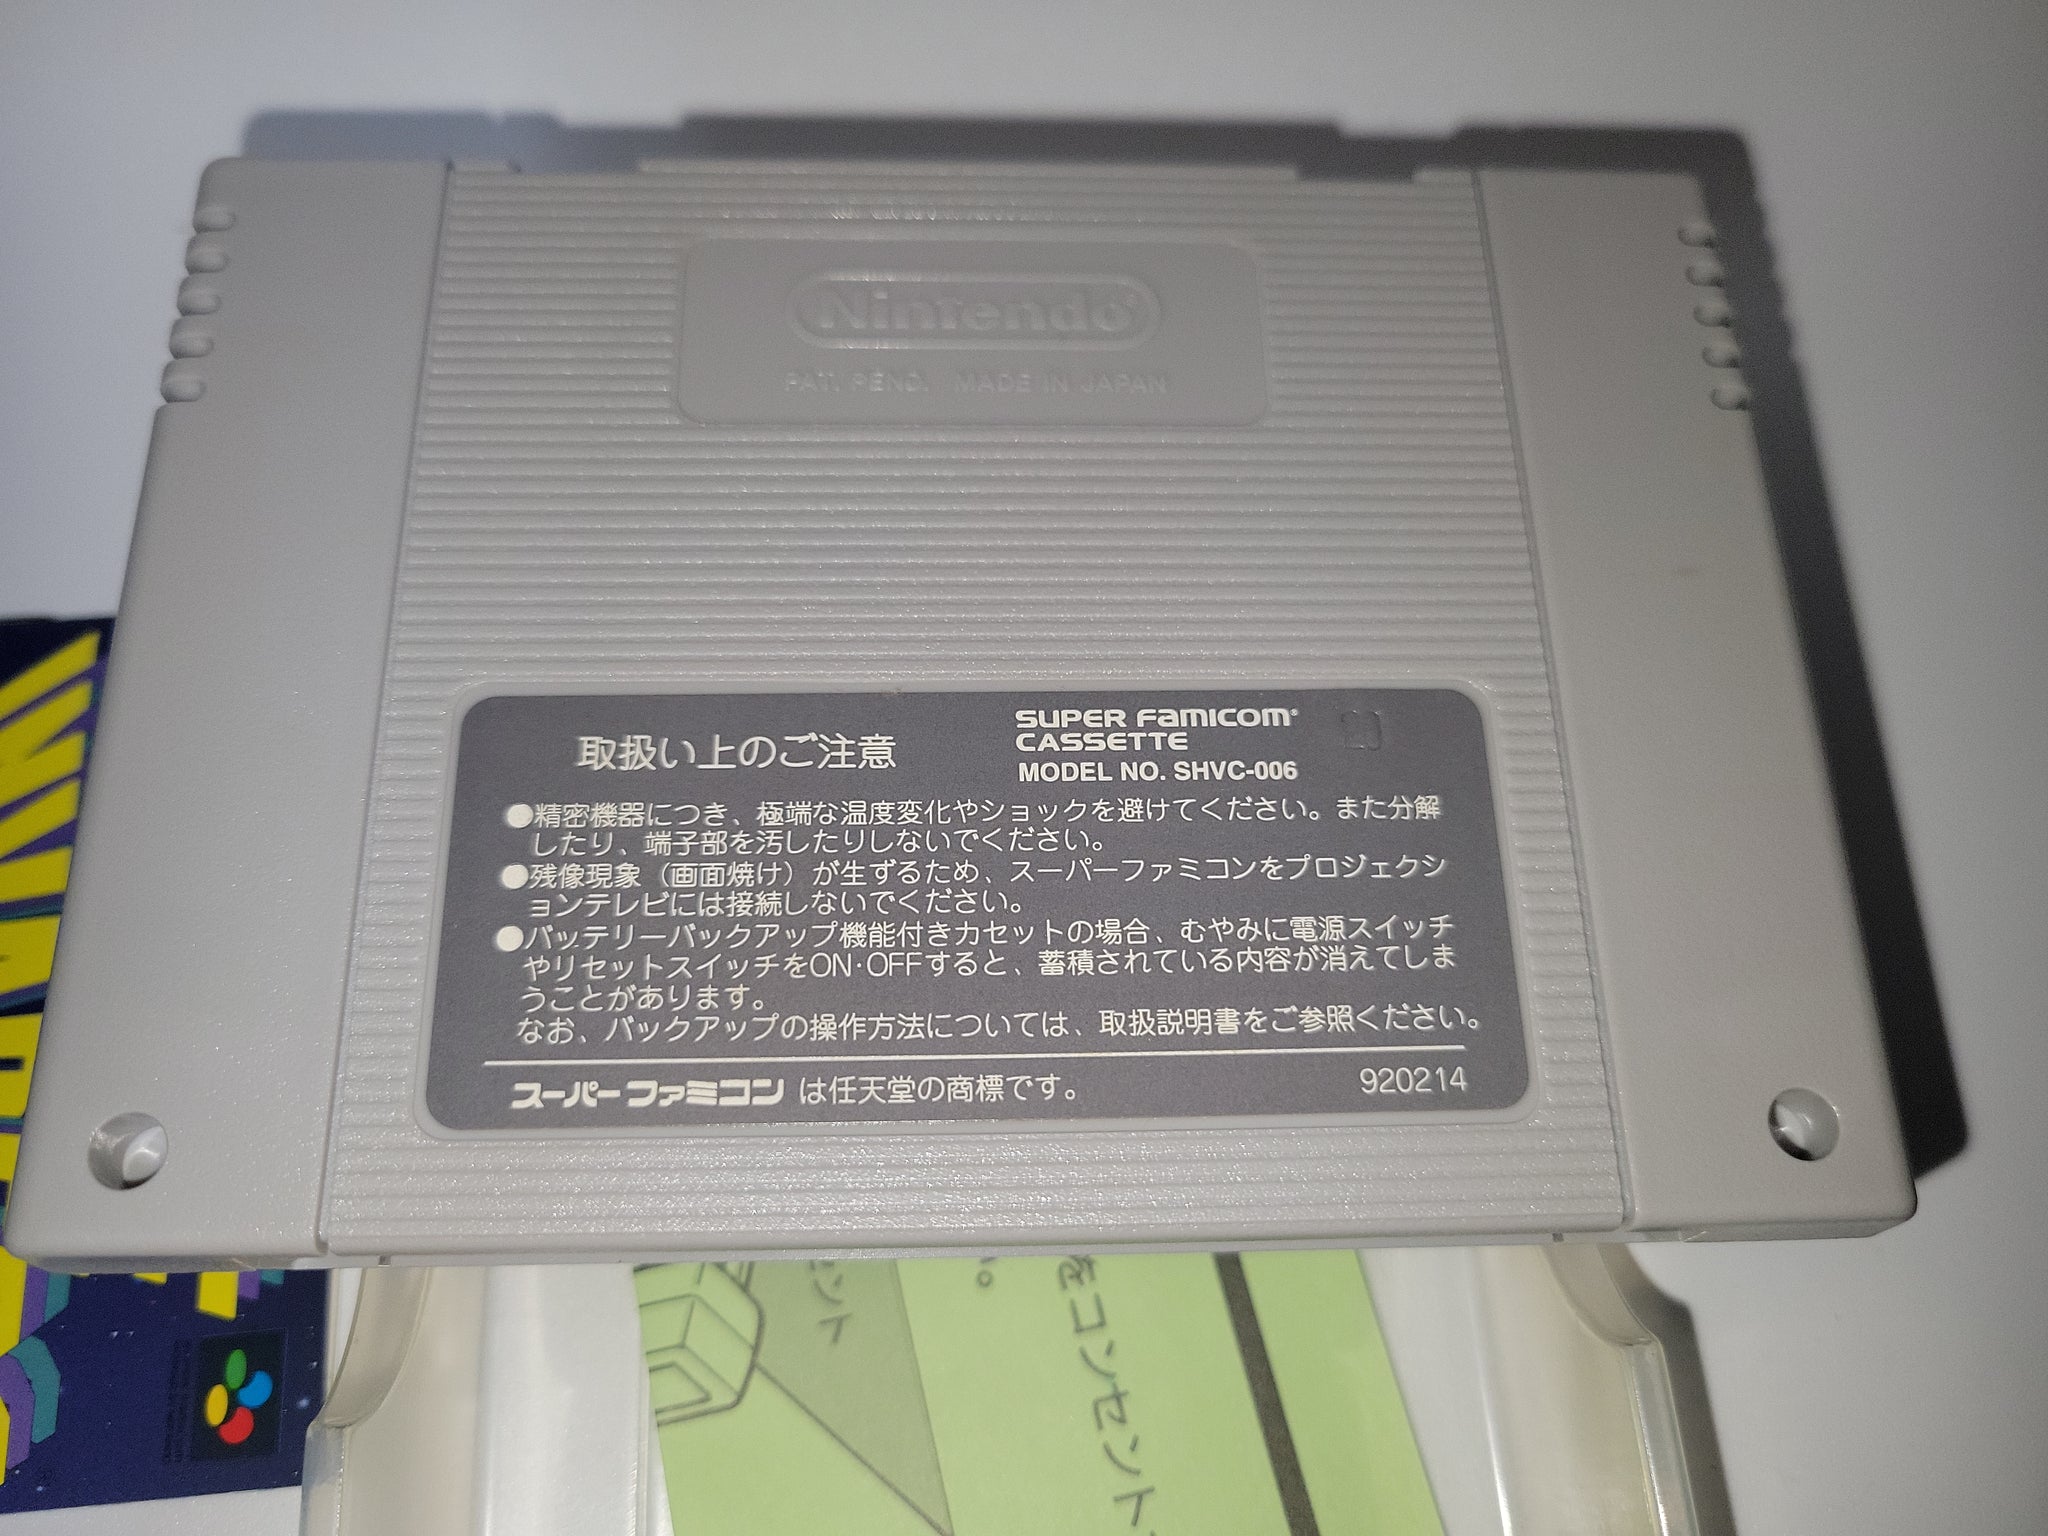 Nintendo®
PAT. PEND. MADE IN JAPAN
取扱い上のご注意
SUPER FAMICOM®
CASSETTE
MODEL NO. SHVC-006
●精密機器につき、極端な温度変化やショックを避けてください。また分解
したり、端子部を汚したりしないでください。
●残像現象（画面焼け）が生ずるため、スーパーファミコンをプロジェクシ
ョンテレビには接続しないでください。
●バッテリーバックアップ機能付きカセットの場合、むやみに電源スイッチ
やリセットスイッチをON·OFFすると、蓄積されている内容が消えてしま
うことがあります。
なお、バックアップの操作方法については、取扱説明書をご参照ください。
スーパーファミコン は任天堂の商標です。
920214
セント
をコンセント